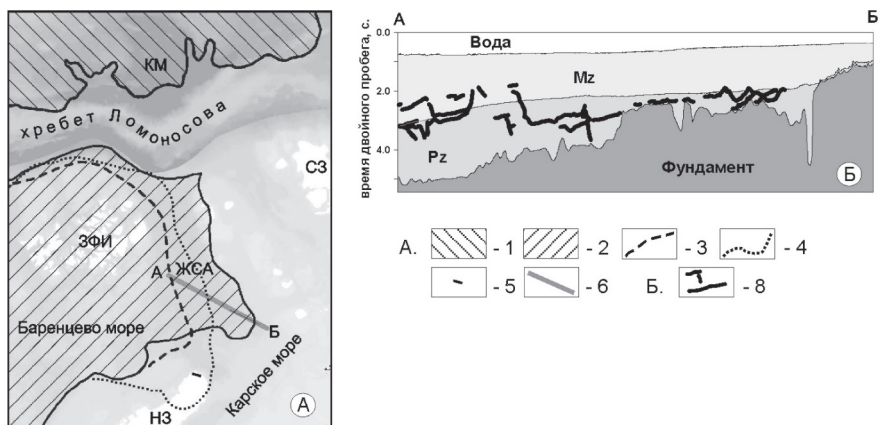 КМ
хребет Ломоносова
СЗ
ЗФИ
А
ЖСА
Б
Баренцево море
Карское море
НЗ
А
А
Б
время двойного пробега, с.
0.0
2.0
4.0
Вода
Mz
Pz
Фундамент
Б
А.
- 1
- 2
- 3
- 4
- 5
- 6
Б.
- 8